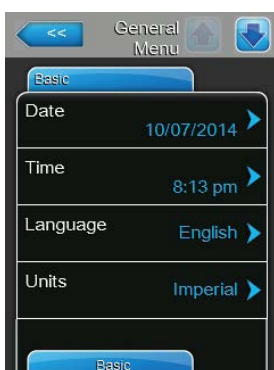 << General
Menu
Basic
Date
10/07/2014
Time
8:13 pm
Language
English
Units
Imperial
Basic